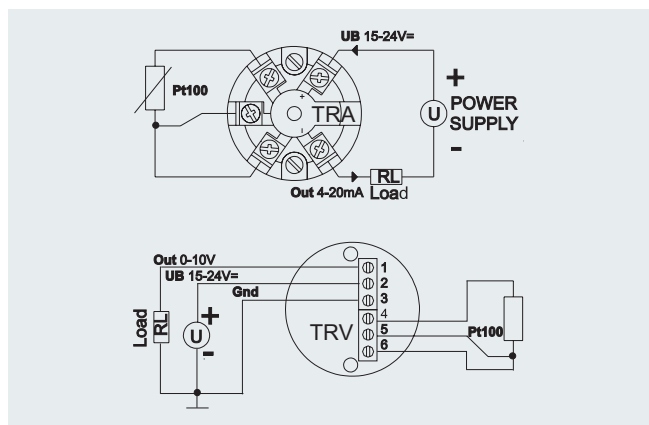 UB 15-24V=
Pt100
+
-
TRA
+
U
POWER
SUPPLY
-
RL
Out 4-20mA Load
Out 0-10V
UB 15-24V=
Gnd
1
2
3
4
5
6
TRV
Load
RL
+
U
-
Pt100